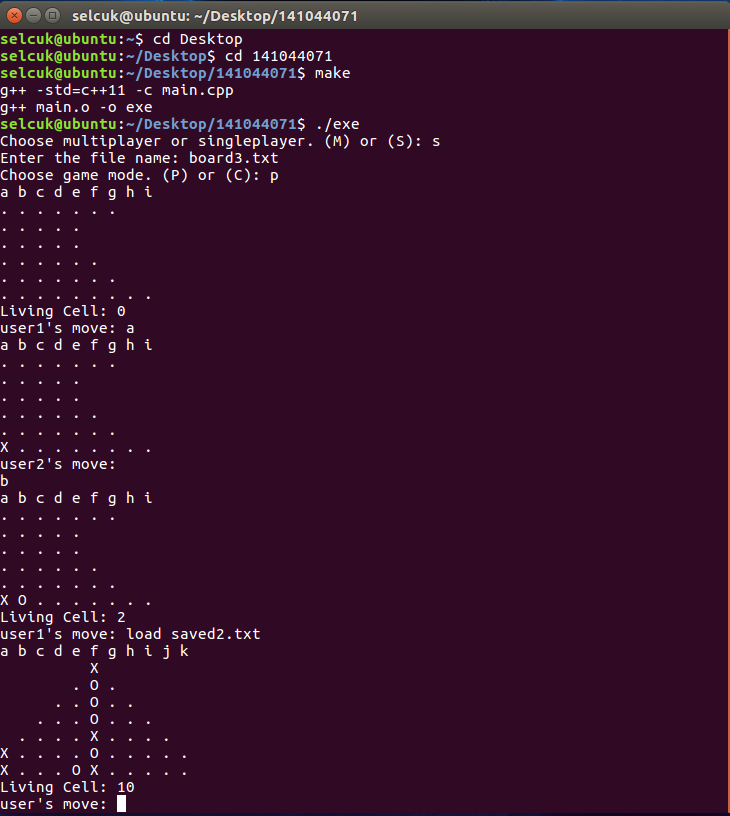 selcuk@ubuntu: ~/Desktop/141044071
selcuk@ubuntu:~$ cd Desktop
selcuk@ubuntu:~/Desktop$ cd 141044071
selcuk@ubuntu:~/Desktop/141044071$ make
g++ -std=c++11 -c main.cpp
g++ main.o -o exe
selcuk@ubuntu:~/Desktop/141044071$ ./exe
Choose multiplayer or singleplayer. (M) or (S): s
Enter the file name: board3.txt
Choose game mode. (P) or (C): p
a b c d e f g h i
. . . . . . .
. . . . .
. . . . .
. . . . . .
. . . . . . .
. . . . . . . . .
Living Cell: 0
user1's move: a
a b c d e f g h i
. . . . . . .
. . . . .
. . . . .
. . . . . .
. . . . . . .
X . . . . . . . .
user2's move:
b
a b c d e f g h i
. . . . . . .
. . . . .
. . . . .
. . . . . .
. . . . . . .
X O . . . . . . .
Living Cell: 2
user1's move: load saved2.txt
a b c d e f g h i j k
          X
        . O .
      . . O . .
    . . . O . . .
  . . . . X . . . .
X . . . . O . . . . .
X . . . O X . . . . .
Living Cell: 10
user's move: